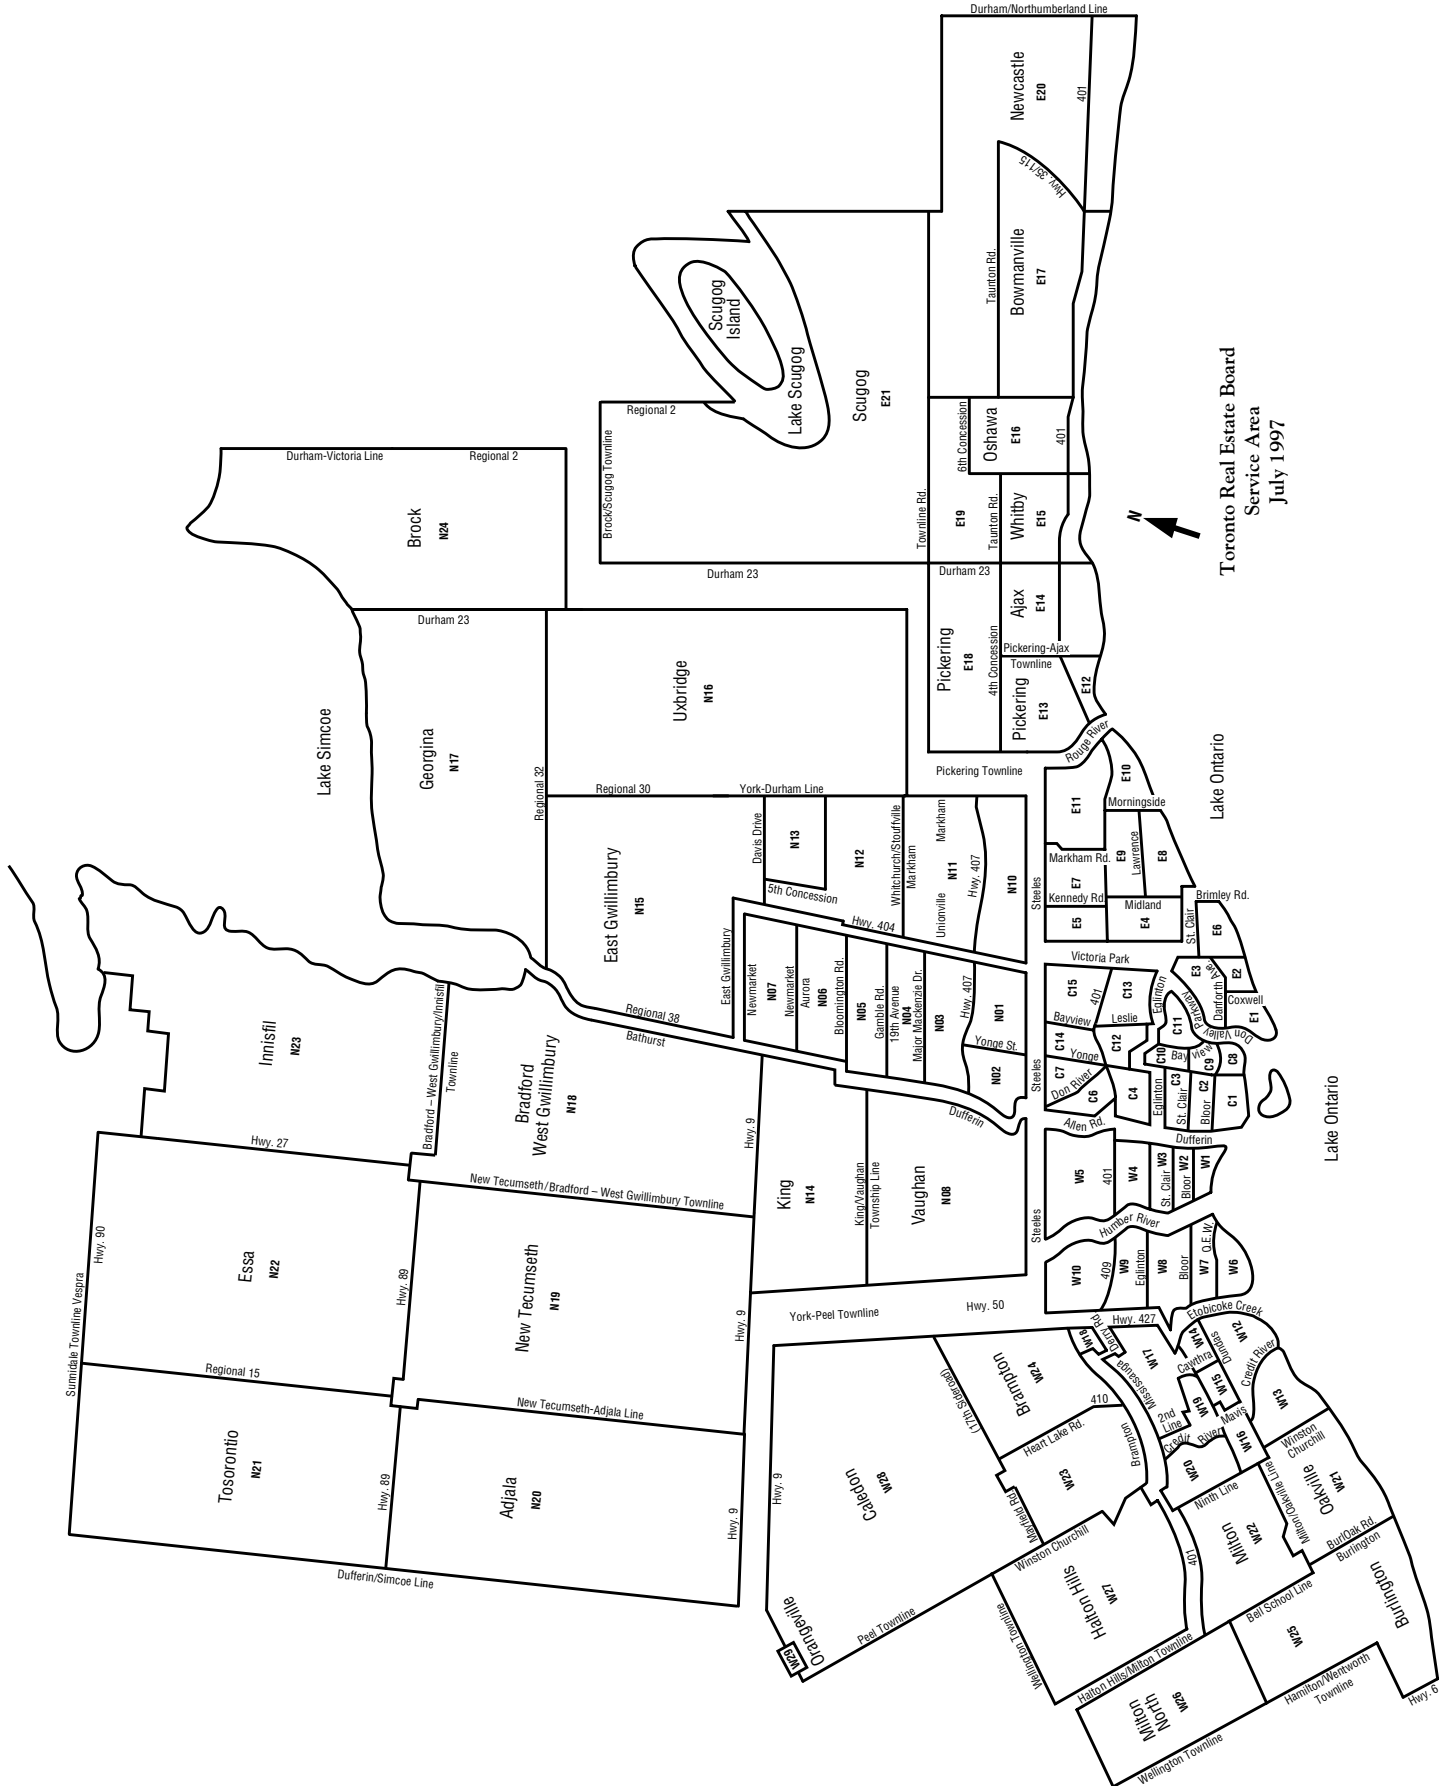 Durham/Northumberland Line
Newcastle
E20
401
Hwy. 35/115
Taunton Rd.
Bowmanville
E17
Scugog
Island
Lake Scugog
Scugog
E21
Regional 2
Brock/Scugog Townline
Durham-Victoria Line
Regional 2
Brock
N24
6th Concession
Oshawa
E16
401
Townline Rd.
E19
Taunton Rd.
Whitby
E15
N
Toronto Real Estate Board
Service Area
July 1997
Durham 23
Durham 23
Ajax
E14
Pickering
E18
4th Concession
Pickering-Ajax
Townline
Pickering
E13
E12
Rouge River
Pickering Townline
Lake Ontario
Durham 23
Lake Simcoe
Georgina
N17
Regional 32
Uxbridge
N16
Regional 30
York-Durham Line
East Gwillimbury
N15
Davis Drive
N13
5th Concession
N12
Whitchurch/Stouffville
Markham
Markham
Unionville
N11
Hwy. 407
N10
Steeles
Hwy. 404
East Gwillimbury
Newmarket
N07
Newmarket
Aurora
N06
Bloomington Rd.
N05
Gamble Rd.
19th Avenue
N04
Major Mackenzie Dr.
N03
Hwy. 407
N01
Yonge St.
N02
Steeles
Regional 38
Bathurst
Dufferin
E10
E11
Morningside
Markham Rd.
E9
Lawrence
E8
E7
Kennedy Rd.
Midland
E5
E4
Brimley Rd.
St. Clair
E6
Victoria Park
E3
E2
Danforth Ave.
Coxwell
E1
Don Valley Parkway
Eglinton
C15
401
C13
Leslie
Bayview
C14
Yonge
C12
C11
C10
Bayview
C9
C8
C7
Don River
C6
C4
Eglinton
C3
St. Clair
C2
Bloor
C1
Allen Rd.
Dufferin
Lake Ontario
W5
401
W4
W3
St. Clair
W2
Bloor
W1
Steeles
Humber River
W10
409
W9
Eglinton
W8
Bloor
W7
Q.E.W.
W6
Innisfil
N23
Bradford – West Gwillimbury/Innisfil
Townline
Hwy. 27
Bradford
West Gwillimbury
N18
New Tecumseth/Bradford – West Gwillimbury Townline
Hwy. 9
King
N14
King/Vaughan
Township Line
Vaughan
N08
Hwy. 90
Sunnidale Townline Vespra
Essa
N22
Hwy. 89
New Tecumseth
N19
Hwy. 9
York-Peel Townline
Hwy. 50
Hwy. 427
Etobicoke Creek
Regional 15
New Tecumseth-Adjala Line
Tosorontio
N21
Hwy. 89
Adjala
N20
Hwy. 9
Dufferin/Simcoe Line
Hwy. 9
Caledon
W28
(17th Sideroad)
Brampton
W24
410
Heart Lake Rd.
W23
Mayfield Rd.
Brampton
Mississauga
W18
Derry Rd
W17
W14
Cawthra
Dundas
W12
W15
W19
2nd
Line
Credit River
Credit River
W13
Mavis
W16
W20
Ninth Line
Winston
Churchill
Oakville
W21
Milton/Oakville Line
BurlOak Rd.
Burlington
Milton
W22
401
Winston Churchill
Halton Hills
W27
Wellington Townline
Halton Hills/Milton Townline
Bell School Line
W25
Burlington
Hamilton/Wentworth
Townline
Hwy. 6
Milton
North
W26
Wellington Townline
Peel Townline
Orangeville
W29